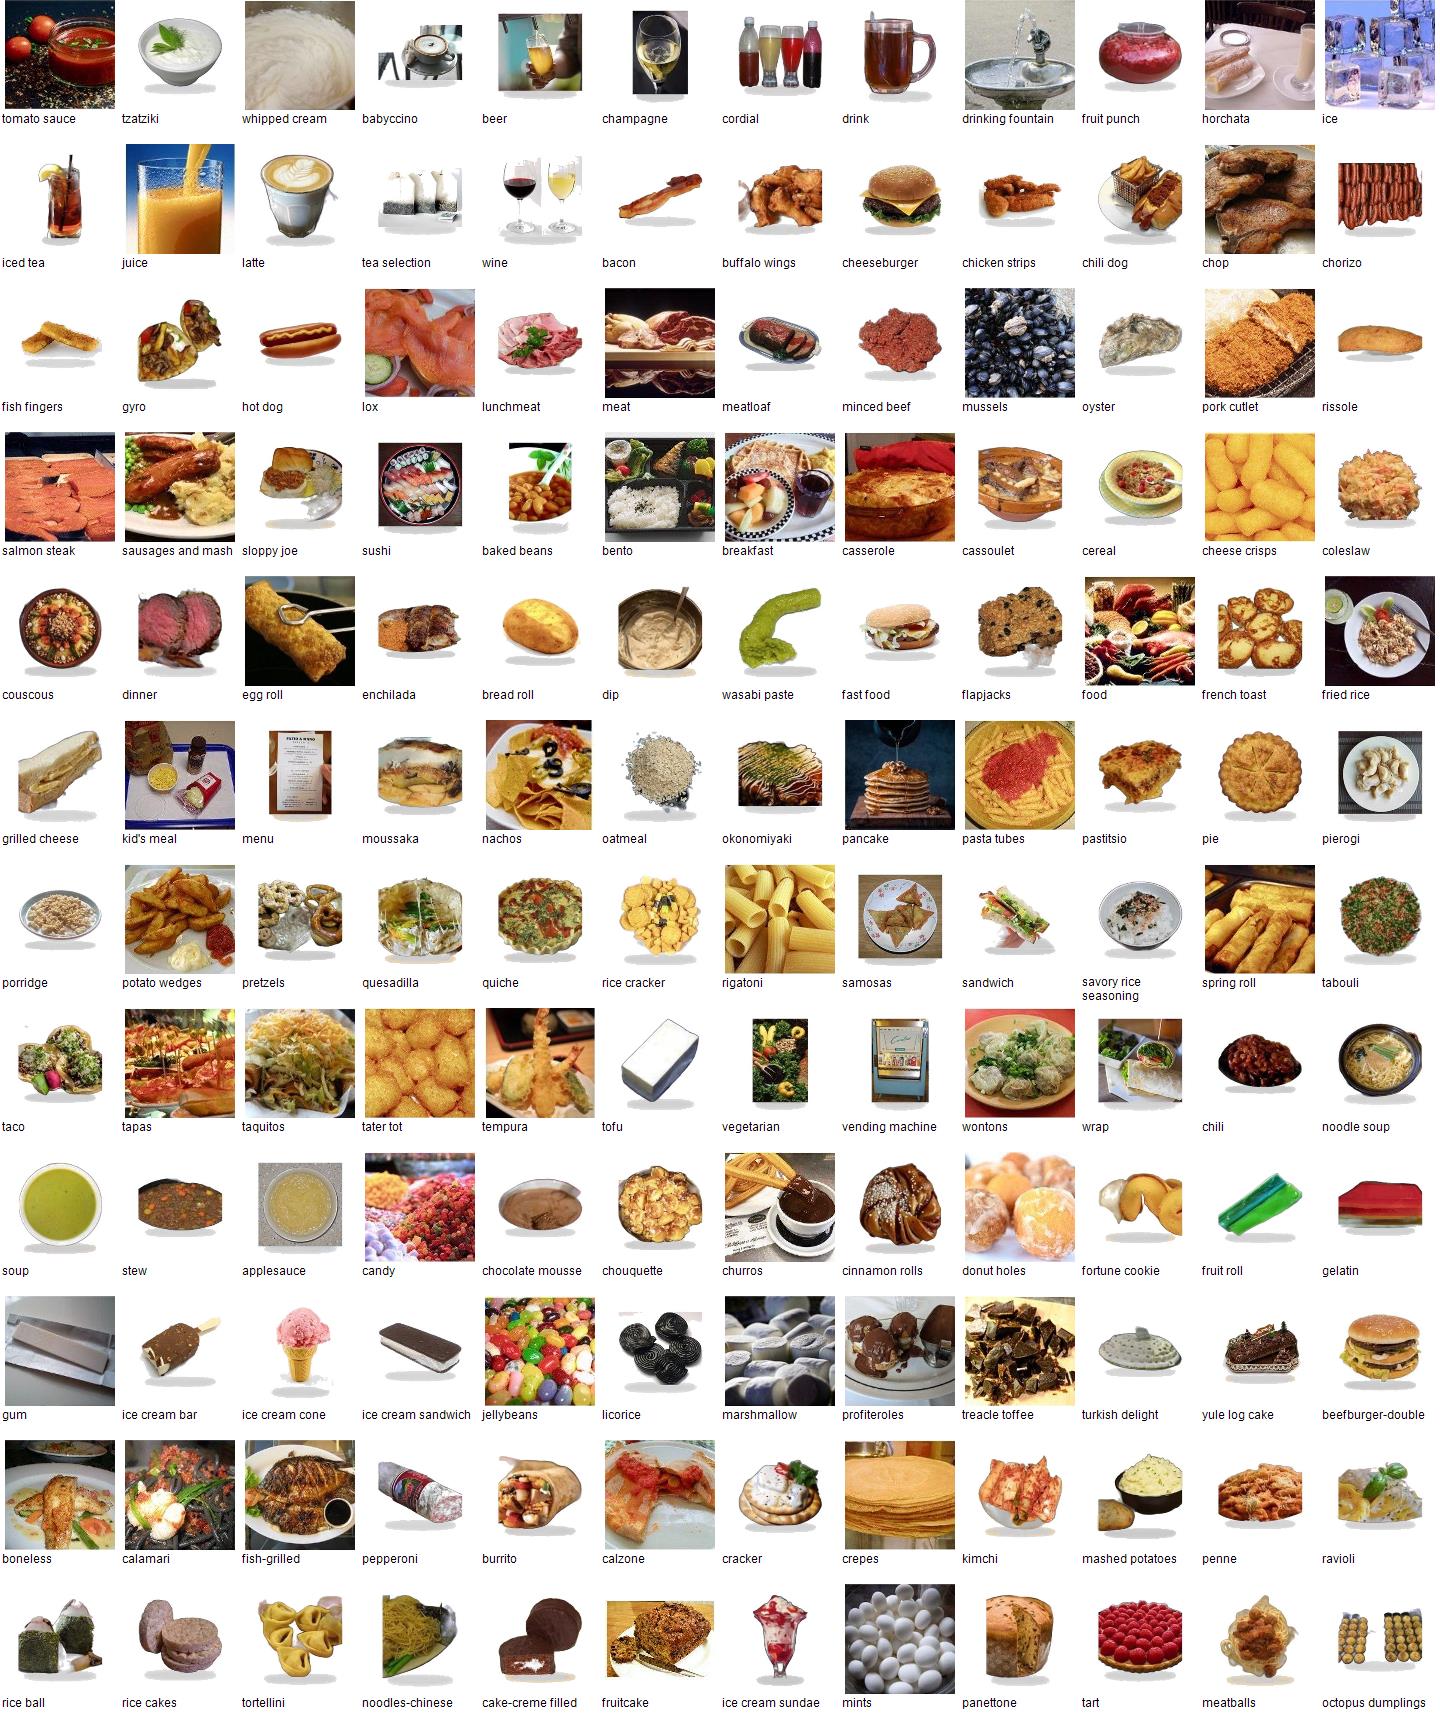 tomato sauce
tzatziki
whipped cream
babyccino
beer
champagne
cordial
drink
drinking fountain
fruit punch
horchata
ice
iced tea
juice
latte
tea selection
wine
bacon
buffalo wings
cheeseburger
chicken strips
chili dog
chop
chorizo
fish fingers
gyro
hot dog
lox
lunchmeat
meat
meatloaf
minced beef
mussels
oyster
pork cutlet
rissole
salmon steak
sausages and mash
sloppy joe
sushi
baked beans
bento
breakfast
casserole
cassoulet
cereal
cheese crisps
coleslaw
couscous
dinner
egg roll
enchilada
bread roll
dip
wasabi paste
fast food
flapjacks
food
french toast
fried rice
grilled cheese
kid's meal
menu
moussaka
nachos
oatmeal
okonomiyaki
pancake
pasta tubes
pastitsio
pie
pierogi
porridge
potato wedges
pretzels
quesadilla
quiche
rice cracker
rigatoni
samosas
sandwich
savory rice
seasoning
spring roll
tabouli
taco
tapas
taquitos
tater tot
tempura
tofu
vegetarian
vending machine
wontons
wrap
chili
noodle soup
soup
stew
applesauce
candy
chocolate mousse
chouquette
churros
cinnamon rolls
donut holes
fortune cookie
fruit roll
gelatin
gum
ice cream bar
ice cream cone
ice cream sandwich
jellybeans
licorice
marshmallow
profiteroles
treacle toffee
turkish delight
yule log cake
beefburger-double
boneless
calamari
fish-grilled
pepperoni
burrito
calzone
cracker
crepes
kimchi
mashed potatoes
penne
ravioli
rice ball
rice cakes
tortellini
noodles-chinese
cake-creme filled
fruitcake
ice cream sundae
mints
panettone
tart
meatballs
octopus dumplings